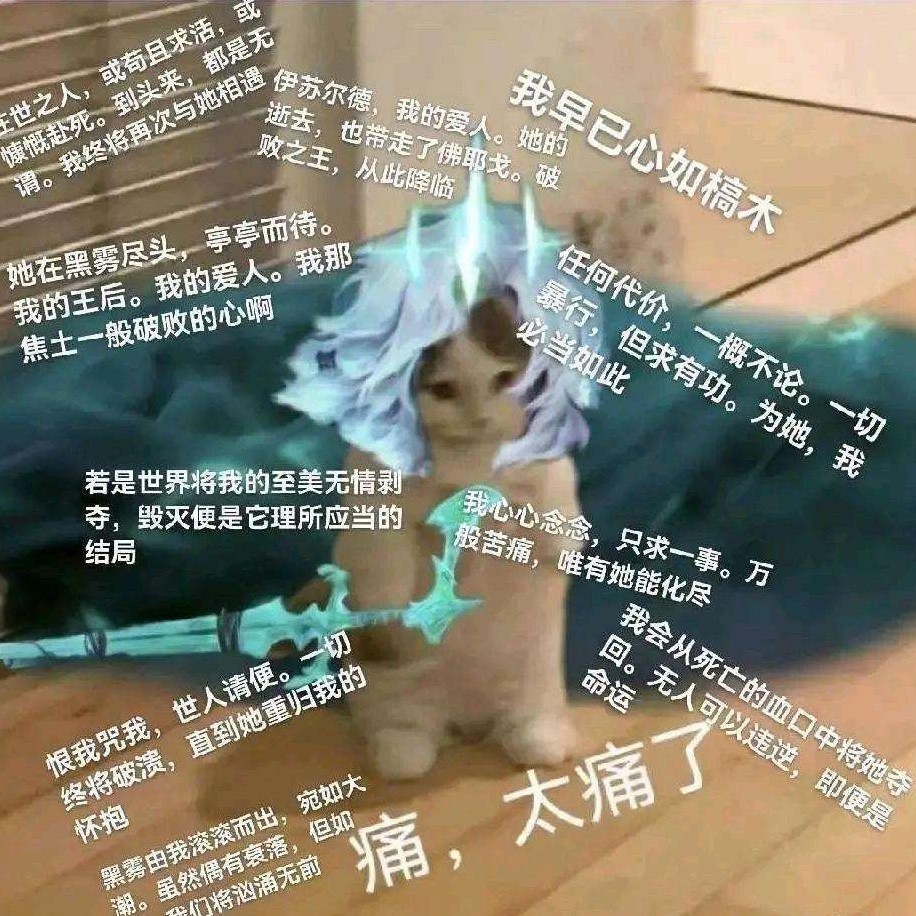 在世之人，或苟且求活，或
慷慨赴死。到头来，都是无
谓。我终将再次与她相遇
伊苏尔德，我的爱人。她的
逝去，也带走了佛耶戈。破
败之王，从此降临
我早已心如槁木
她在黑雾尽头，亭亭而待。
我的王后。我的爱人。我那
焦土一般破败的心啊
任何代价，一概不论。一切
暴行，但求有功。为她，我
必当如此
若是世界将我的至美无情剥
夺，毁灭便是它理所应当的
结局
我心心念念，只求一事。万
般苦痛，唯有她能化尽
我会从死亡的血口中将她夺
回。无人可以违逆，即便是
命运
恨我咒我，世人请便。一切
终将破溃，直到她重归我的
怀抱
痛，太痛了
黑雾由我滚滚而出，宛如大
潮。虽然偶有衰落，但如
我们将汹涌无前